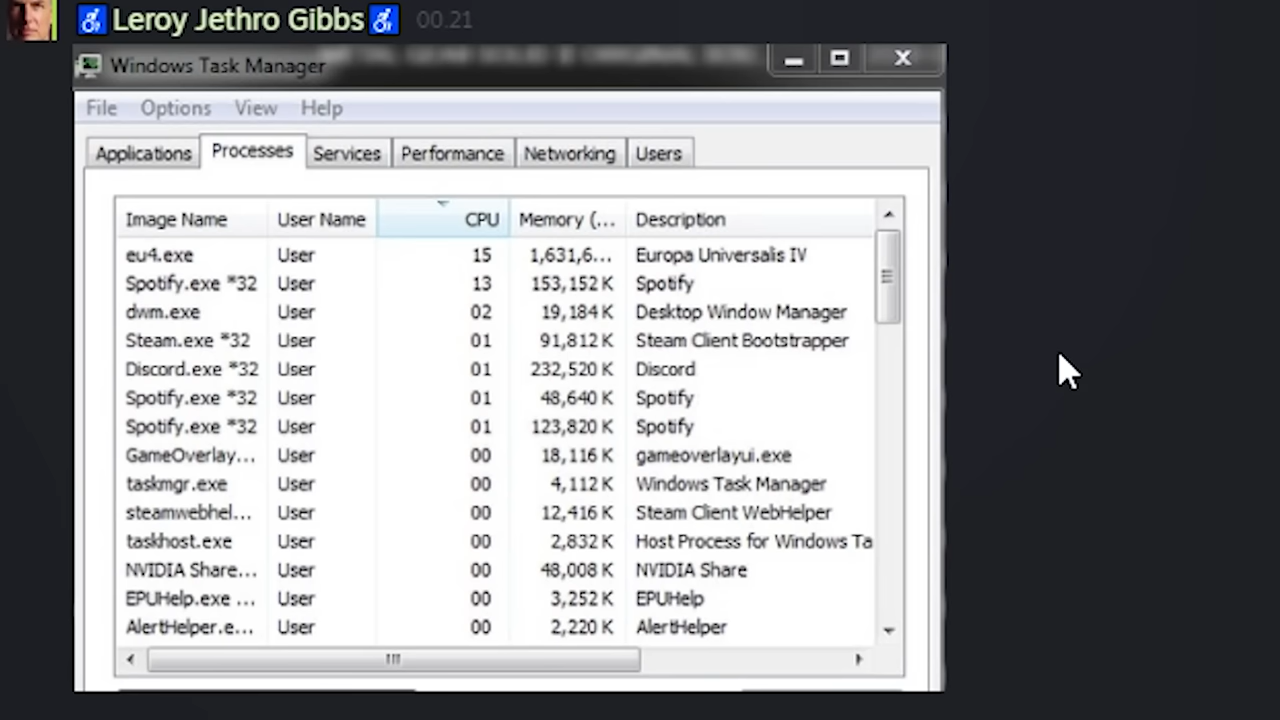 Leroy Jethro Gibbs 00.21
Windows Task Manager
File Options View Help
Applications Processes Services Performance Networking Users
Image Name User Name CPU Memory (... Description
eu4.exe User 15 1,631,6... Europa Universalis IV
Spotify.exe *32 User 13 153,152 K Spotify
dwm.exe User 02 19,184 K Desktop Window Manager
Steam.exe *32 User 01 91,812 K Steam Client Bootstrapper
Discord.exe *32 User 01 232,520 K Discord
Spotify.exe *32 User 01 48,640 K Spotify
Spotify.exe *32 User 01 123,820 K Spotify
GameOverlay... User 00 18,116 K gameoverlayui.exe
taskmgr.exe User 00 4,112 K Windows Task Manager
steamwebhel... User 00 12,416 K Steam Client WebHelper
taskhost.exe User 00 2,832 K Host Process for Windows Ta
NVIDIA Share... User 00 48,008 K NVIDIA Share
EPUHelp.exe ... User 00 3,252 K EPUHelp
AlertHelper.e... User 00 2,220 K AlertHelper